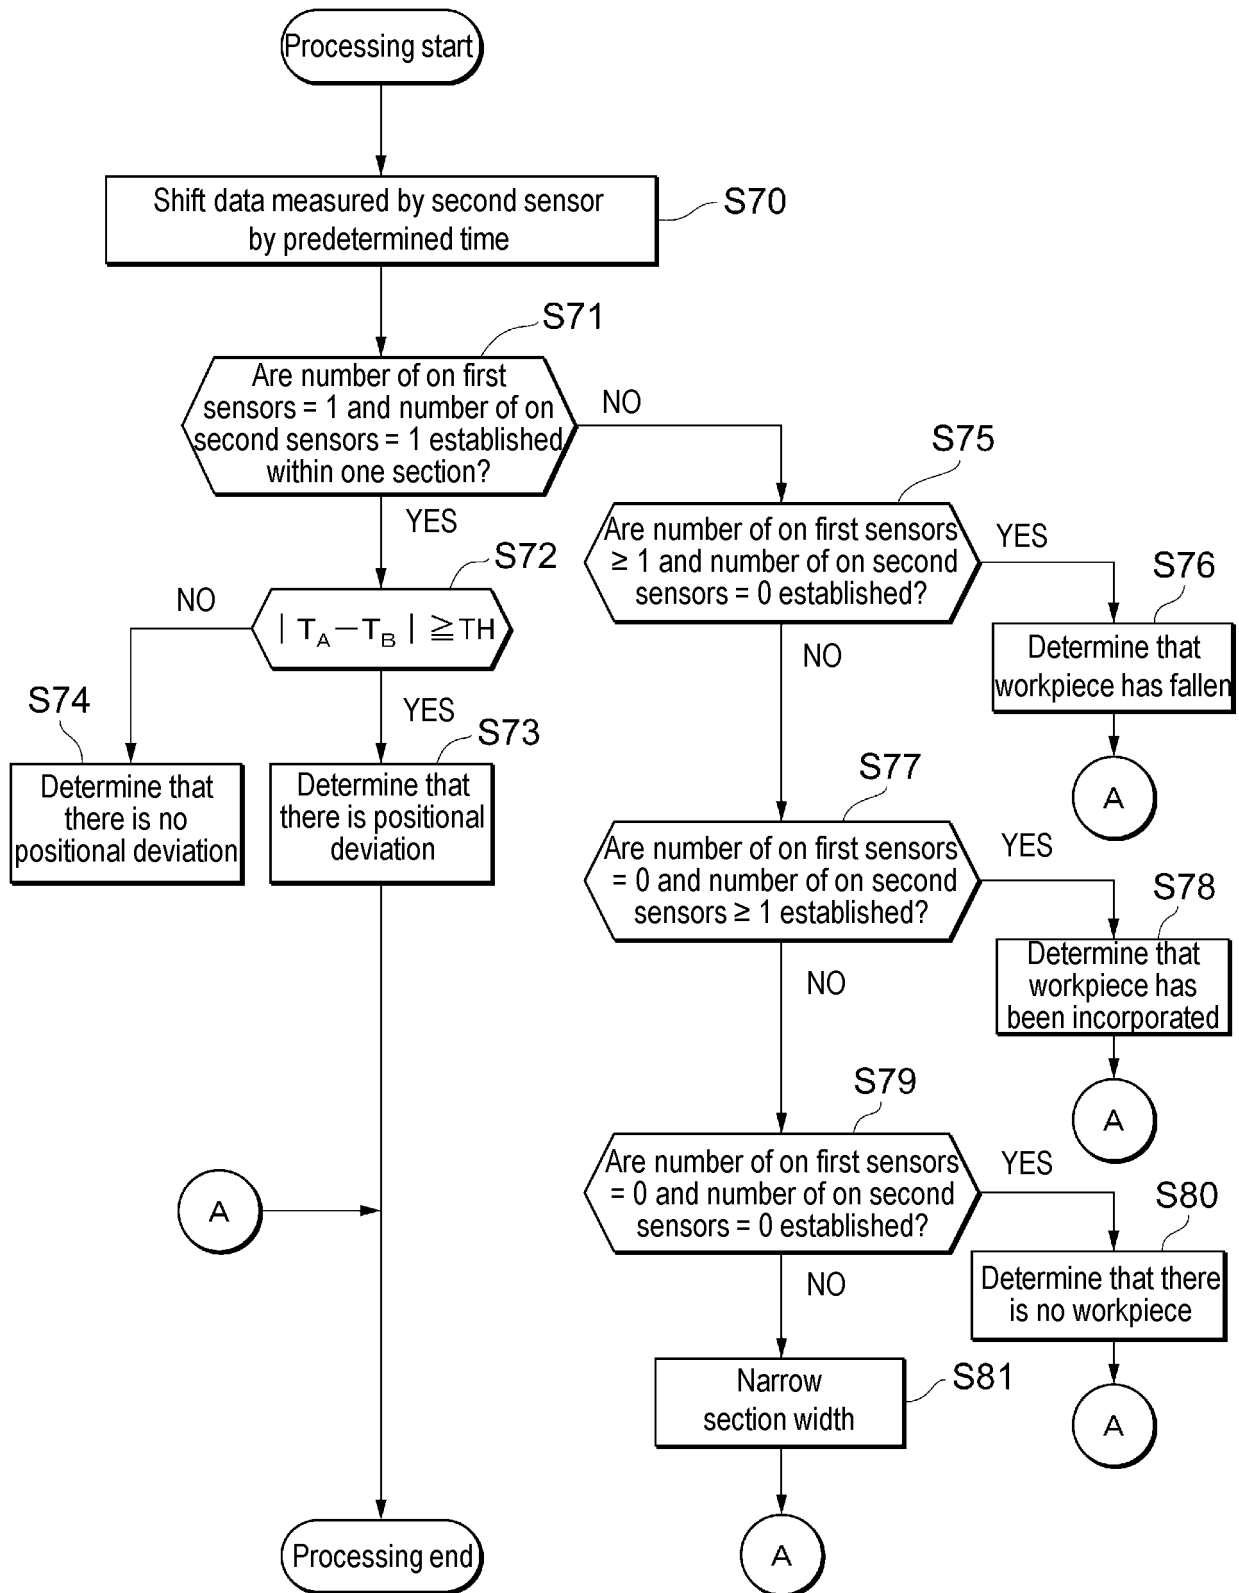 Processing start
Shift data measured by second sensor
by predetermined time
S70
S71
Are number of on first
sensors = 1 and number of on
second sensors = 1 established
within one section?
NO
YES
S72
| TA−TB | ≧TH
NO
YES
S74
Determine that
there is no
positional deviation
S73
Determine that
there is positional
deviation
S75
Are number of on first sensors
≥ 1 and number of on second
sensors = 0 established?
YES
NO
S76
Determine that
workpiece has fallen
A
S77
Are number of on first sensors
= 0 and number of on second
sensors ≥ 1 established?
YES
NO
S78
Determine that
workpiece has
been incorporated
A
S79
Are number of on first sensors
= 0 and number of on second
sensors = 0 established?
YES
NO
S80
Determine that there
is no workpiece
A
S81
Narrow
section width
A
A
Processing end